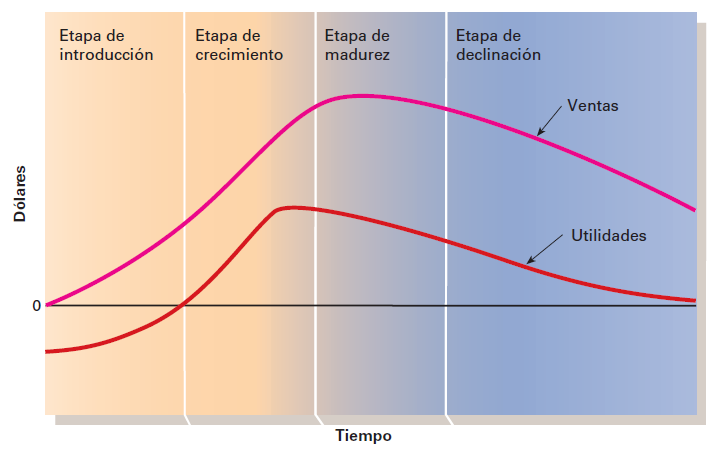 Etapa de
introducción
Etapa de
crecimiento
Etapa de
madurez
Etapa de
declinación
Ventas
Utilidades
Dólares
0
Tiempo